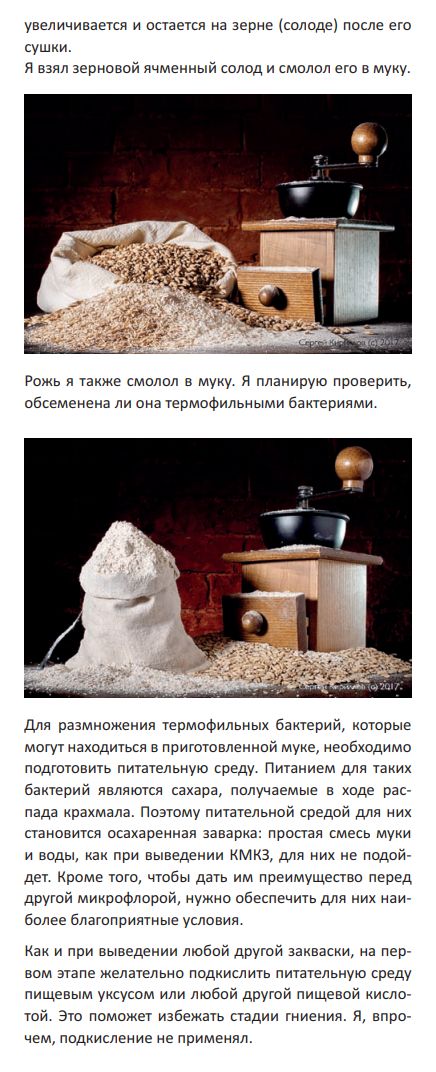 увеличивается и остается на зерне (солоде) после его
сушки.
Я взял зерновой ячменный солод и смолол его в муку.
Сергей Кириллов (c) 2017
Рожь я также смолол в муку. Я планирую проверить,
обсеменена ли она термофильными бактериями.
Сергей Кириллов (c) 2017
Для размножения термофильных бактерий, которые
могут находиться в приготовленной муке, необходимо
подготовить питательную среду. Питанием для таких
бактерий являются сахара, получаемые в ходе рас-
пада крахмала. Поэтому питательной средой для них
становится осахаренная заварка: простая смесь муки
и воды, как при выведении КМКЗ, для них не подой-
дет. Кроме того, чтобы дать им преимущество перед
другой микрофлорой, нужно обеспечить для них наи-
более благоприятные условия.
Как и при выведении любой другой закваски, на пер-
вом этапе желательно подкислить питательную среду
пищевым уксусом или любой другой пищевой кисло-
той. Это поможет избежать стадии гниения. Я, впро-
чем, подкисление не применял.